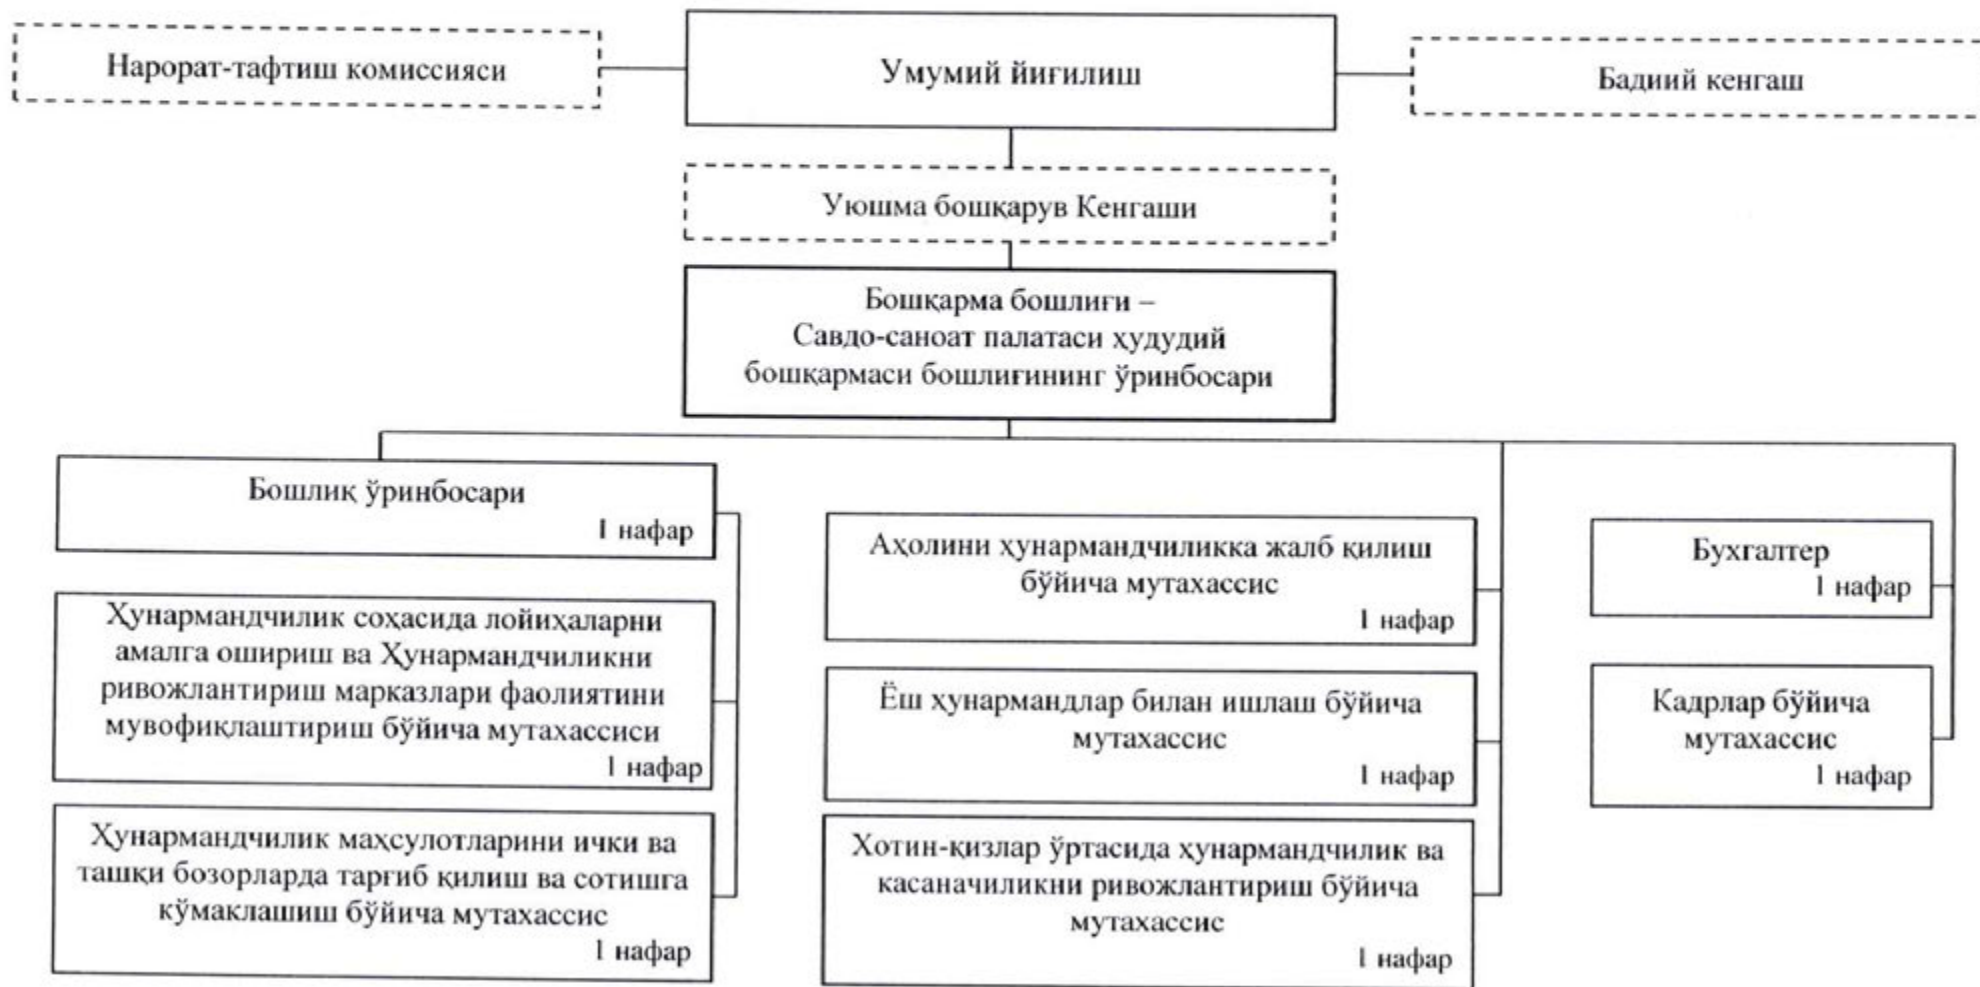 Нарорат-тафтиш комиссияси
Умумий йиғилиш
Бадиий кенгаш
Уюшма бошқарув Кенгаши
Бошқарма бошлиғи –
Савдо-саноат палатаси ҳудудий
бошқармаси бошлиғининг ўринбосари
Бошлиқ ўринбосари
1 нафар
Ҳунармандчилик соҳасида лойиҳаларни
амалга ошириш ва Ҳунармандчиликни
ривожлантириш марказлари фаолиятини
мувофиқлаштириш бўйича мутахассиси
1 нафар
Ҳунармандчилик маҳсулотларини ички ва
ташқи бозорларда тарғиб қилиш ва сотишга
кўмаклашиш бўйича мутахассис
1 нафар
Аҳолини ҳунармандчиликка жалб қилиш
бўйича мутахассис
1 нафар
Ёш ҳунармандлар билан ишлаш бўйича
мутахассис
1 нафар
Хотин-қизлар ўртасида ҳунармандчилик ва
касаначиликни ривожлантириш бўйича
мутахассис
1 нафар
Бухгалтер
1 нафар
Кадрлар бўйича
мутахассис
1 нафар